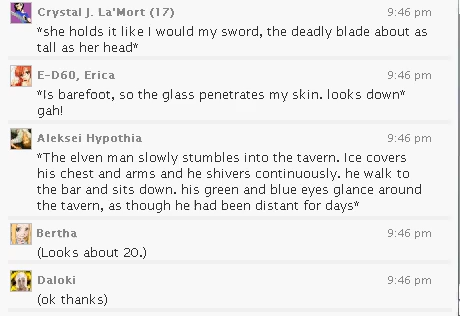 Crystal J. La'Mort (17) 9:46 pm
*she holds it like I would my sword, the deadly blade about as
tall as her head*
E-D60, Erica 9:46 pm
*Is barefoot, so the glass penetrates my skin. looks down*
gah!
Aleksei Hypothia 9:46 pm
*The elven man slowly stumbles into the tavern. Ice covers
his chest and arms and he shivers continuously. he walk to
the bar and sits down. his green and blue eyes glance around
the tavern, as though he had been distant for days*
Bertha 9:46 pm
(Looks about 20.)
Daloki 9:46 pm
(ok thanks)